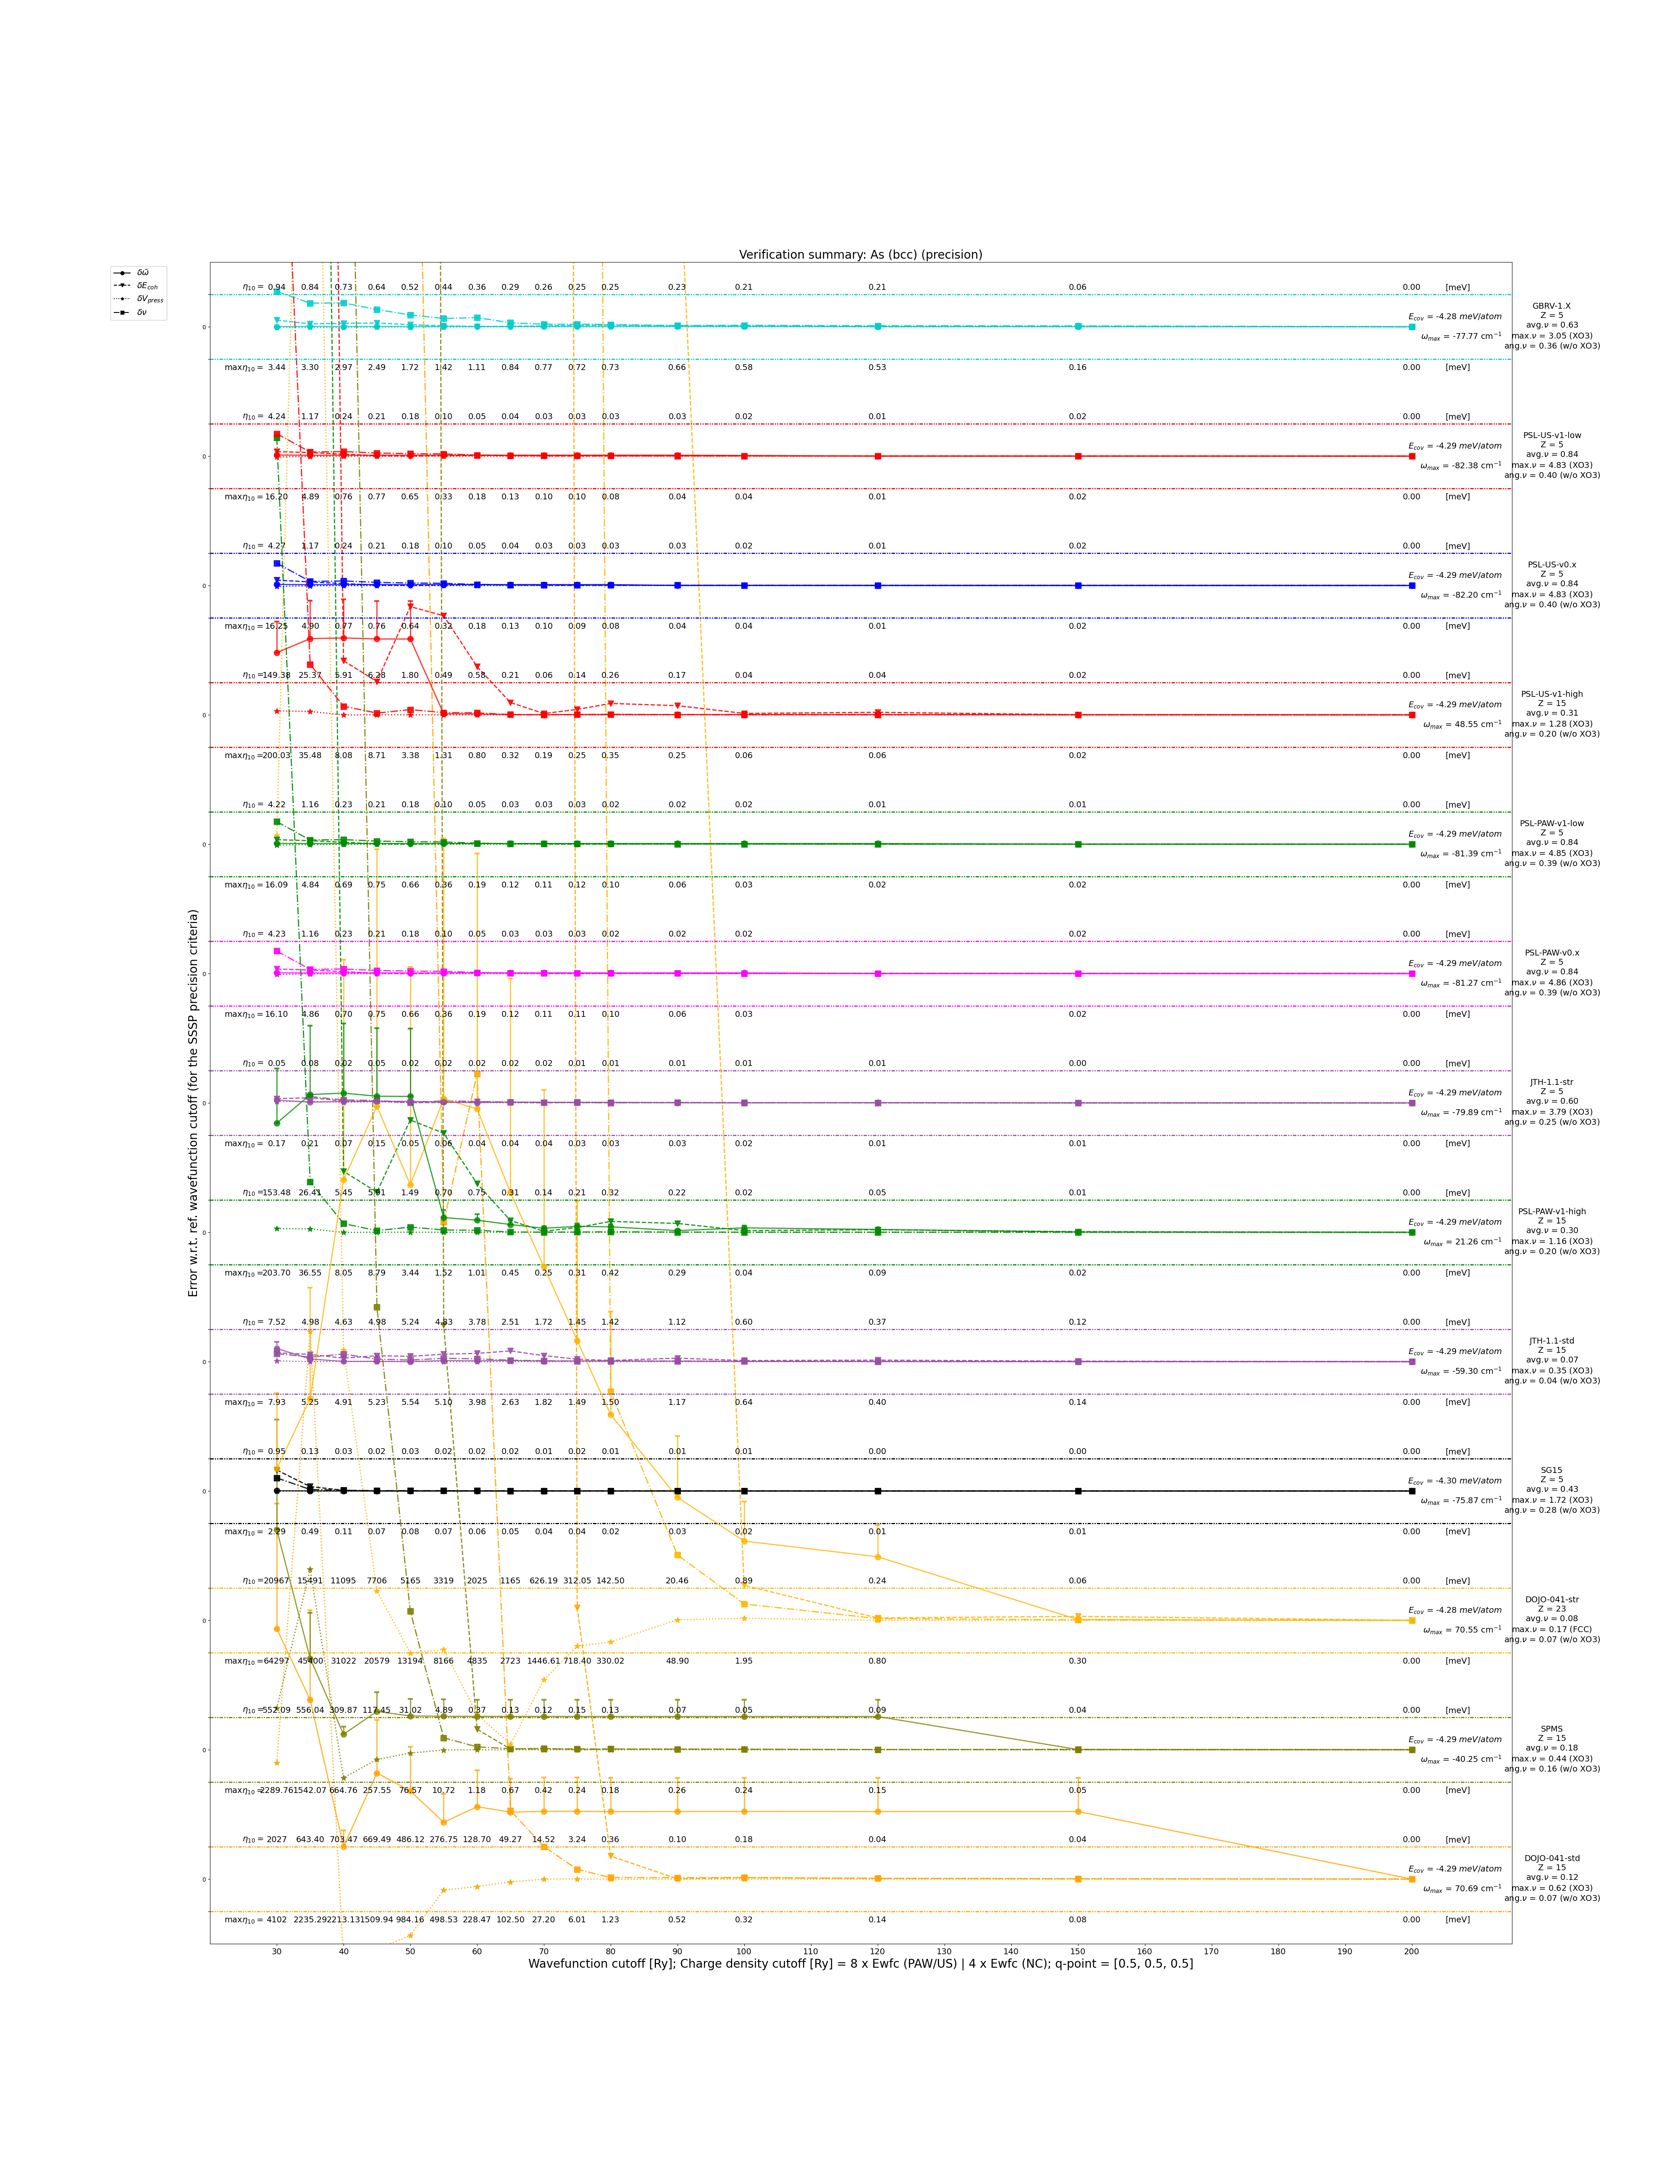 Verification summary: As (bcc) (precision)
δω̄
δE_coh
δV_press
δν
η₁₀ = 0.94 0.84 0.73 0.64 0.52 0.44 0.36 0.29 0.26 0.25 0.25 0.23 0.21 0.21 0.06 0.00 [meV]
GBRV-1.X
Z = 5
avg.ν = 0.63
max.ν = 3.05 (XO3)
ang.ν = 0.36 (w/o XO3)
0
E_cov = -4.28 meV/atom
ω_max = -77.77 cm⁻¹
maxη₁₀ = 3.44 3.30 2.97 2.49 1.72 1.42 1.11 0.84 0.77 0.72 0.73 0.66 0.58 0.53 0.16 0.00 [meV]
η₁₀ = 4.24 1.17 0.24 0.21 0.18 0.10 0.05 0.04 0.03 0.03 0.03 0.03 0.02 0.01 0.02 0.00 [meV]
PSL-US-v1-low
Z = 5
avg.ν = 0.84
max.ν = 4.83 (XO3)
ang.ν = 0.40 (w/o XO3)
0
E_cov = -4.29 meV/atom
ω_max = -82.38 cm⁻¹
maxη₁₀ = 16.20 4.89 0.76 0.77 0.65 0.33 0.18 0.13 0.10 0.10 0.08 0.04 0.04 0.01 0.02 0.00 [meV]
η₁₀ = 4.27 1.17 0.24 0.21 0.18 0.10 0.05 0.04 0.03 0.03 0.03 0.03 0.02 0.01 0.02 0.00 [meV]
PSL-US-v0.x
Z = 5
avg.ν = 0.84
max.ν = 4.83 (XO3)
ang.ν = 0.40 (w/o XO3)
0
E_cov = -4.29 meV/atom
ω_max = -82.20 cm⁻¹
maxη₁₀ = 16.25 4.90 0.77 0.76 0.64 0.32 0.18 0.13 0.10 0.09 0.08 0.04 0.04 0.01 0.02 0.00 [meV]
η₁₀ = 149.38 25.37 5.91 6.28 1.80 0.49 0.58 0.21 0.06 0.14 0.26 0.17 0.04 0.04 0.02 0.00 [meV]
PSL-US-v1-high
Z = 15
avg.ν = 0.31
max.ν = 1.28 (XO3)
ang.ν = 0.20 (w/o XO3)
0
E_cov = -4.29 meV/atom
ω_max = 48.55 cm⁻¹
maxη₁₀ = 200.03 35.48 8.08 8.71 3.38 1.31 0.80 0.32 0.19 0.25 0.35 0.25 0.06 0.06 0.02 0.00 [meV]
η₁₀ = 4.22 1.16 0.23 0.21 0.18 0.10 0.05 0.03 0.03 0.03 0.02 0.02 0.02 0.01 0.01 0.00 [meV]
PSL-PAW-v1-low
Z = 5
avg.ν = 0.84
max.ν = 4.85 (XO3)
ang.ν = 0.39 (w/o XO3)
0
E_cov = -4.29 meV/atom
ω_max = -81.39 cm⁻¹
maxη₁₀ = 16.09 4.84 0.69 0.75 0.66 0.36 0.19 0.12 0.11 0.12 0.10 0.06 0.03 0.02 0.02 0.00 [meV]
η₁₀ = 4.23 1.16 0.23 0.21 0.18 0.10 0.05 0.03 0.03 0.03 0.02 0.02 0.02 0.02 0.00 [meV]
PSL-PAW-v0.x
Z = 5
avg.ν = 0.84
max.ν = 4.86 (XO3)
ang.ν = 0.39 (w/o XO3)
0
E_cov = -4.29 meV/atom
ω_max = -81.27 cm⁻¹
maxη₁₀ = 16.10 4.86 0.70 0.75 0.66 0.36 0.19 0.12 0.11 0.11 0.10 0.06 0.03 0.02 0.00 [meV]
η₁₀ = 0.05 0.08 0.02 0.05 0.02 0.02 0.02 0.02 0.02 0.01 0.01 0.01 0.01 0.01 0.00 0.00 [meV]
JTH-1.1-str
Z = 5
avg.ν = 0.60
max.ν = 3.79 (XO3)
ang.ν = 0.25 (w/o XO3)
0
E_cov = -4.29 meV/atom
ω_max = -79.89 cm⁻¹
maxη₁₀ = 0.17 0.21 0.07 0.15 0.05 0.06 0.04 0.04 0.04 0.03 0.03 0.03 0.02 0.01 0.01 0.00 [meV]
η₁₀ = 153.48 26.41 5.45 5.91 1.49 0.70 0.75 0.31 0.14 0.21 0.32 0.22 0.02 0.05 0.01 0.00 [meV]
PSL-PAW-v1-high
Z = 15
avg.ν = 0.30
max.ν = 1.16 (XO3)
ang.ν = 0.20 (w/o XO3)
0
E_cov = -4.29 meV/atom
ω_max = 21.26 cm⁻¹
maxη₁₀ = 203.70 36.55 8.05 8.79 3.44 1.52 1.01 0.45 0.25 0.31 0.42 0.29 0.04 0.09 0.02 0.00 [meV]
η₁₀ = 7.52 4.98 4.63 4.98 5.24 4.83 3.78 2.51 1.72 1.45 1.42 1.12 0.60 0.37 0.12 0.00 [meV]
JTH-1.1-std
Z = 15
avg.ν = 0.07
max.ν = 0.35 (XO3)
ang.ν = 0.04 (w/o XO3)
0
E_cov = -4.29 meV/atom
ω_max = -59.30 cm⁻¹
maxη₁₀ = 7.93 5.25 4.91 5.23 5.54 5.10 3.98 2.63 1.82 1.49 1.50 1.17 0.64 0.40 0.14 0.00 [meV]
η₁₀ = 0.95 0.13 0.03 0.02 0.03 0.02 0.02 0.02 0.01 0.02 0.01 0.01 0.01 0.00 0.00 0.00 [meV]
SG15
Z = 5
avg.ν = 0.43
max.ν = 1.72 (XO3)
ang.ν = 0.28 (w/o XO3)
0
E_cov = -4.30 meV/atom
ω_max = -75.87 cm⁻¹
maxη₁₀ = 2.29 0.49 0.11 0.07 0.08 0.07 0.06 0.05 0.04 0.04 0.02 0.03 0.02 0.01 0.01 0.00 [meV]
η₁₀ = 20967 15491 11095 7706 5165 3319 2025 1165 626.19 312.05 142.50 20.46 0.89 0.24 0.06 0.00 [meV]
DOJO-041-str
Z = 23
avg.ν = 0.08
max.ν = 0.17 (FCC)
ang.ν = 0.07 (w/o XO3)
0
E_cov = -4.28 meV/atom
ω_max = 70.55 cm⁻¹
maxη₁₀ = 64297 45400 31022 20579 13194 8166 4835 2723 1446.61 718.40 330.02 48.90 1.95 0.80 0.30 0.00 [meV]
η₁₀ = 552.09 556.04 309.87 117.45 31.02 4.89 0.37 0.13 0.12 0.15 0.13 0.07 0.05 0.09 0.04 0.00 [meV]
SPMS
Z = 15
avg.ν = 0.18
max.ν = 0.44 (XO3)
ang.ν = 0.16 (w/o XO3)
0
E_cov = -4.29 meV/atom
ω_max = -40.25 cm⁻¹
maxη₁₀ = 2289.76 1542.07 664.76 257.55 76.57 10.72 1.18 0.67 0.42 0.24 0.18 0.26 0.24 0.15 0.05 0.00 [meV]
η₁₀ = 2027 643.40 703.47 669.49 486.12 276.75 128.70 49.27 14.52 3.24 0.36 0.10 0.18 0.04 0.04 0.00 [meV]
DOJO-041-std
Z = 15
avg.ν = 0.12
max.ν = 0.62 (XO3)
ang.ν = 0.07 (w/o XO3)
0
E_cov = -4.29 meV/atom
ω_max = 70.69 cm⁻¹
maxη₁₀ = 4102 2235.29 2213.13 1509.94 984.16 498.53 228.47 102.50 27.20 6.01 1.23 0.52 0.32 0.14 0.08 0.00 [meV]
Error w.r.t. ref. wavefunction cutoff (for the SSSP precision criteria)
30 40 50 60 70 80 90 100 110 120 130 140 150 160 170 180 190 200
Wavefunction cutoff [Ry]; Charge density cutoff [Ry] = 8 x Ewfc (PAW/US) | 4 x Ewfc (NC); q-point = [0.5, 0.5, 0.5]